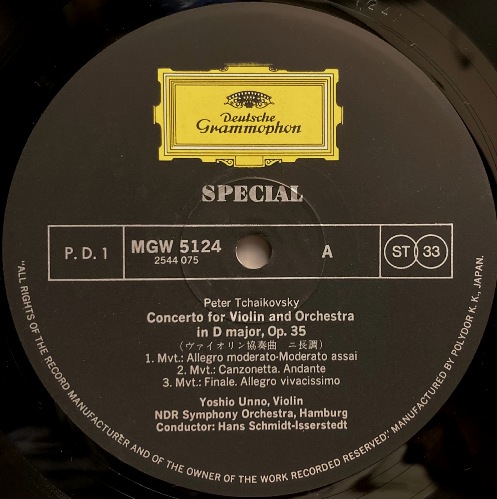 Deutsche
Grammophon
SPECIAL
P.D.1
MGW 5124
2544 075
A
ST 33
Peter Tchaikovsky
Concerto for Violin and Orchestra
in D major, Op. 35
(ヴァイオリン協奏曲 ニ長調)
1. Mvt.: Allegro moderato-Moderato assai
2. Mvt.: Canzonetta. Andante
3. Mvt.: Finale. Allegro vivacissimo
Yoshio Unno, Violin
NDR Symphony Orchestra, Hamburg
Conductor: Hans Schmidt-Isserstedt
"ALL RIGHTS OF THE RECORD MANUFACTURER AND OF THE OWNER OF THE WORK RECORDED RESERVED." MANUFACTURED BY POLYDOR K. K., JAPAN.